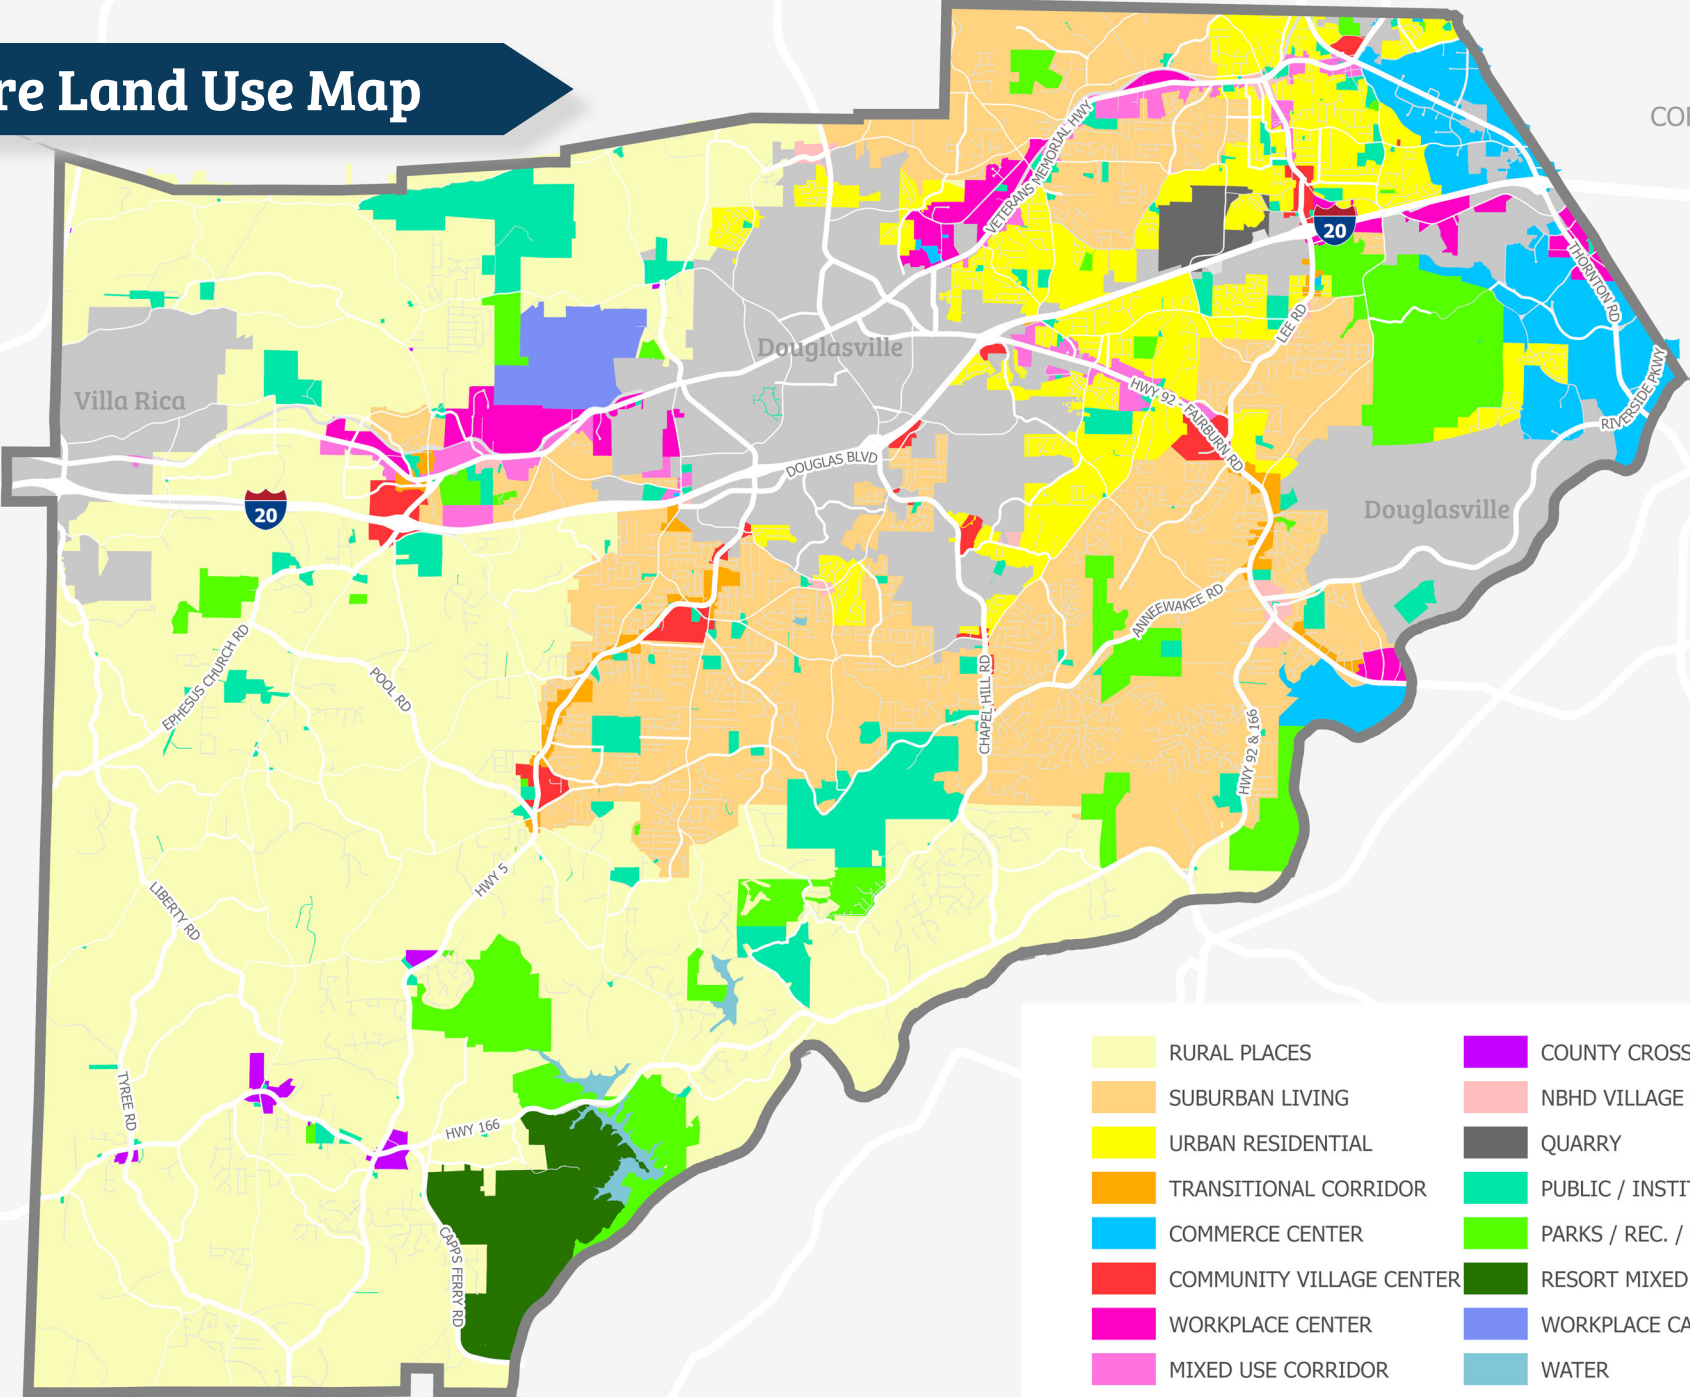 re Land Use Map
CO
VETERANS MEMORIAL HWY
20
THORNTON RD
LEE RD
Douglasville
RIVERSIDE PKWY
Villa Rica
HWY 92 - FAIRBURN RD
DOUGLAS BLVD
20
Douglasville
ANNEEWAKEE RD
EPHESUS CHURCH RD
POOL RD
CHAPEL HILL RD
HWY 92 & 166
HWY 5
LIBERTY RD
TYREE RD
HWY 166
CAPPS FERRY RD
RURAL PLACES
SUBURBAN LIVING
URBAN RESIDENTIAL
TRANSITIONAL CORRIDOR
COMMERCE CENTER
COMMUNITY VILLAGE CENTER
WORKPLACE CENTER
MIXED USE CORRIDOR
COUNTY CROSS
NBHD VILLAGE
QUARRY
PUBLIC / INSTIT
PARKS / REC. /
RESORT MIXED
WORKPLACE CA
WATER